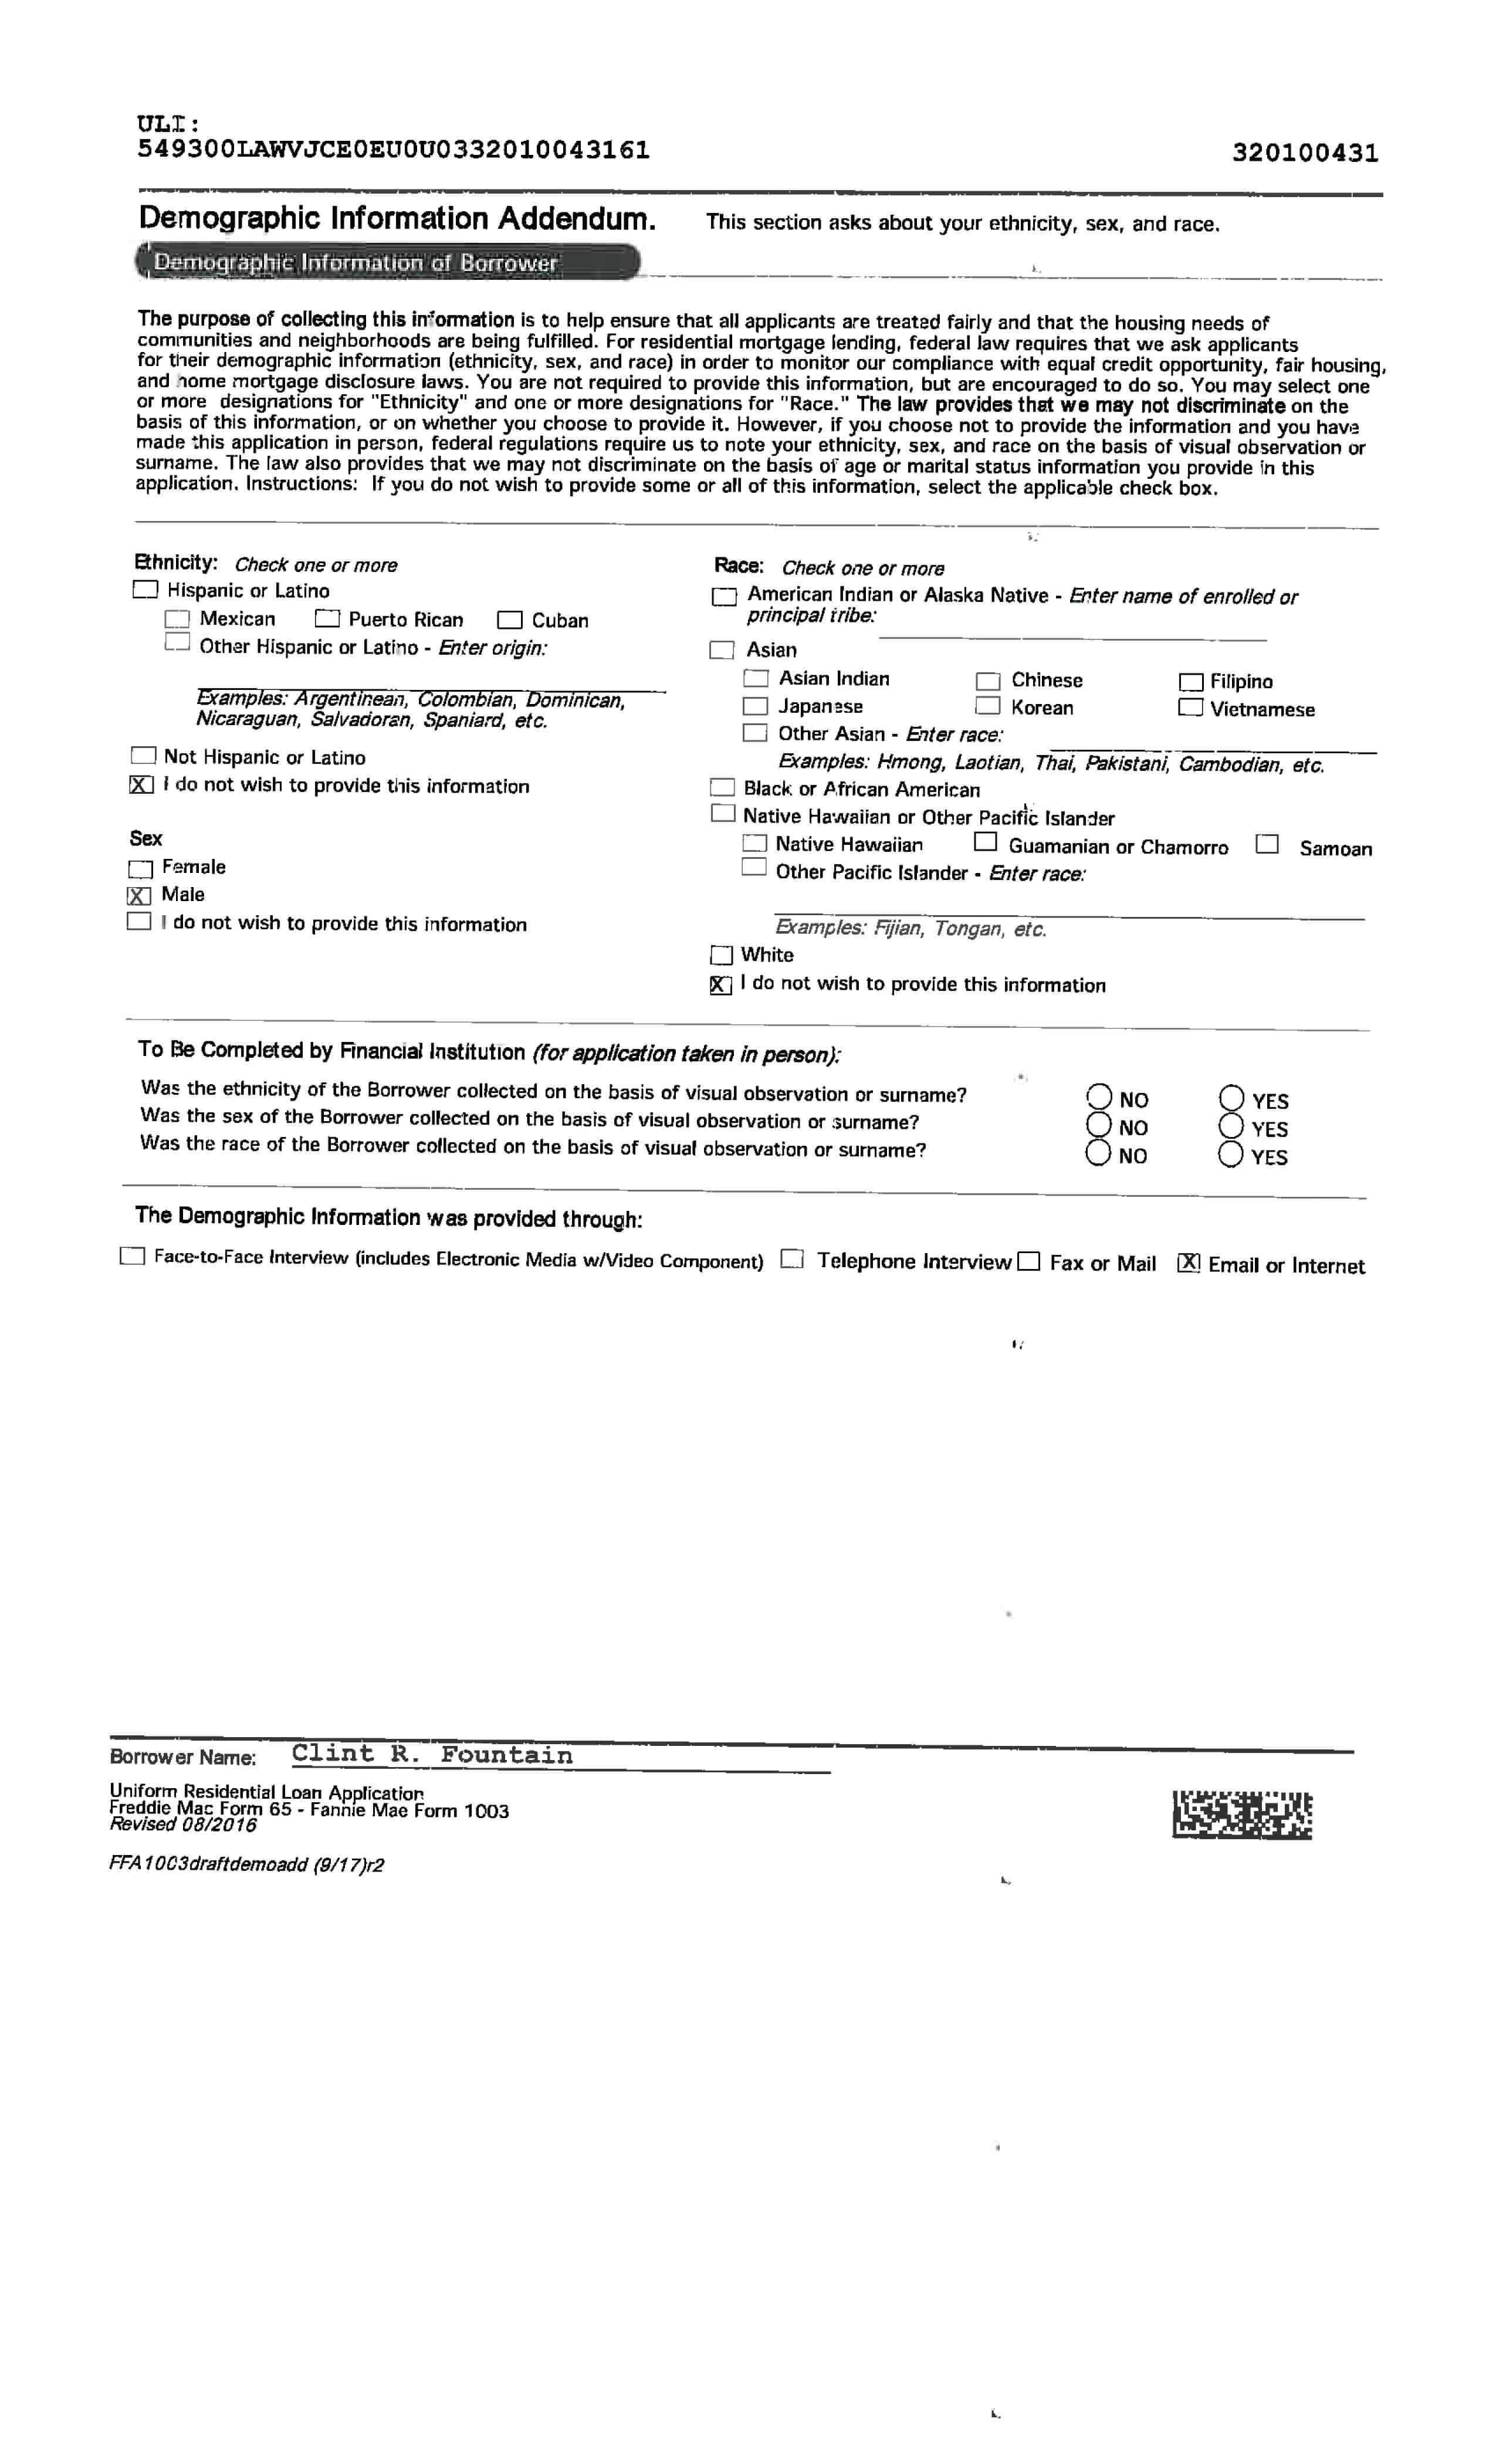 ULI:
549300LAWVJCE0EU0U0332010043161
320100431
Demographic Information Addendum. This section asks about your ethnicity, sex, and race.
Demographic Information of Borrower
The purpose of collecting this information is to help ensure that all applicants are treated fairly and that the housing needs of
communities and neighborhoods are being fulfilled. For residential mortgage lending, federal law requires that we ask applicants
for their demographic information (ethnicity, sex, and race) in order to monitor our compliance with equal credit opportunity, fair housing,
and home mortgage disclosure laws. You are not required to provide this information, but are encouraged to do so. You may select one
or more designations for "Ethnicity" and one or more designations for "Race." The law provides that we may not discriminate on the
basis of this information, or on whether you choose to provide it. However, if you choose not to provide the information and you have
made this application in person, federal regulations require us to note your ethnicity, sex, and race on the basis of visual observation or
surname. The law also provides that we may not discriminate on the basis of age or marital status information you provide in this
application. Instructions: If you do not wish to provide some or all of this information, select the applicable check box.
Ethnicity: Check one or more
Hispanic or Latino
Mexican Puerto Rican Cuban
Other Hispanic or Latino - Enter origin:
Examples: Argentinean, Colombian, Dominican,
Nicaraguan, Salvadoran, Spaniard, etc.
Not Hispanic or Latino
X I do not wish to provide this information
Sex
Female
X Male
I do not wish to provide this information
Race: Check one or more
American Indian or Alaska Native - Enter name of enrolled or
principal tribe:
Asian
Asian Indian Chinese Filipino
Japanese Korean Vietnamese
Other Asian - Enter race:
Examples: Hmong, Laotian, Thai, Pakistani, Cambodian, etc.
Black or African American
Native Hawaiian or Other Pacific Islander
Native Hawaiian Guamanian or Chamorro Samoan
Other Pacific Islander - Enter race:
Examples: Fijian, Tongan, etc.
White
X I do not wish to provide this information
To Be Completed by Financial Institution (for application taken in person):
Was the ethnicity of the Borrower collected on the basis of visual observation or surname? NO YES
Was the sex of the Borrower collected on the basis of visual observation or surname? NO YES
Was the race of the Borrower collected on the basis of visual observation or surname? NO YES
The Demographic Information was provided through:
Face-to-Face Interview (includes Electronic Media w/Video Component) Telephone Interview Fax or Mail X Email or Internet
Borrower Name: Clint R. Fountain
Uniform Residential Loan Application
Freddie Mac Form 65 - Fannie Mae Form 1003
Revised 08/2016
FFA1003draftdemoadd (9/17)r2